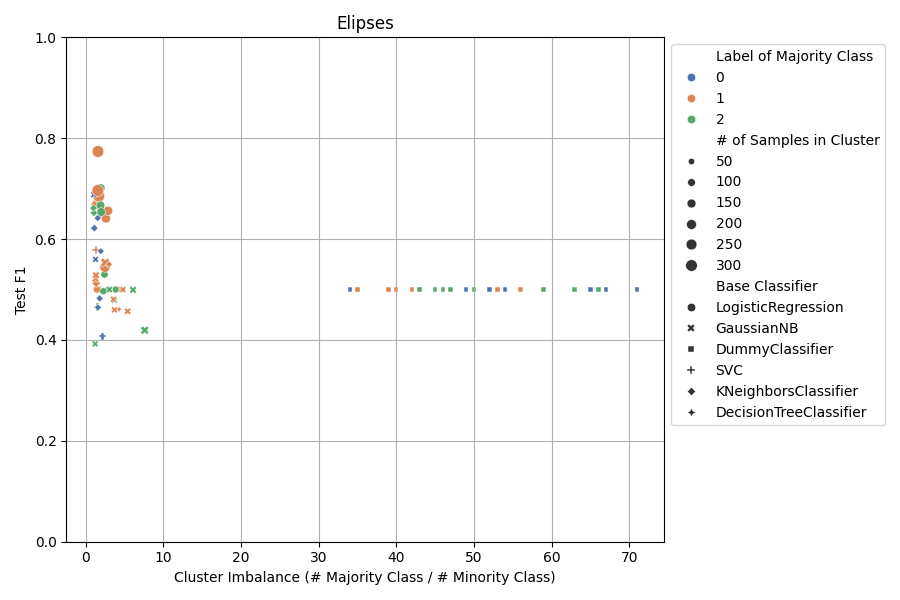 Elipses
1.0
0.8
0.6
0.4
0.2
0.0
Test F1
0 10 20 30 40 50 60 70
Cluster Imbalance (# Majority Class / # Minority Class)
Label of Majority Class
0
1
2
# of Samples in Cluster
50
100
150
200
250
300
Base Classifier
LogisticRegression
GaussianNB
DummyClassifier
SVC
KNeighborsClassifier
DecisionTreeClassifier